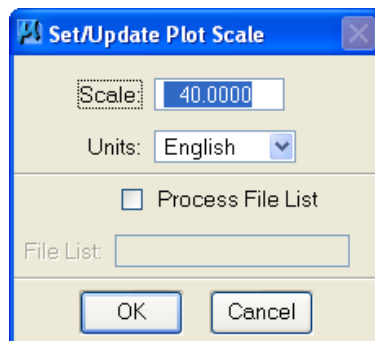 Set/Update Plot Scale
Scale: 40.0000
Units: English
Process File List
File List:
OK Cancel